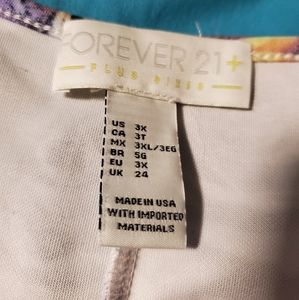 FOREVER 21+
PLUS SIZES
US 3X
CA 3T
MX 3XL/3EG
BR 5G
EU 3X
UK 24
MADE IN USA
WITH IMPORTED
MATERIALS